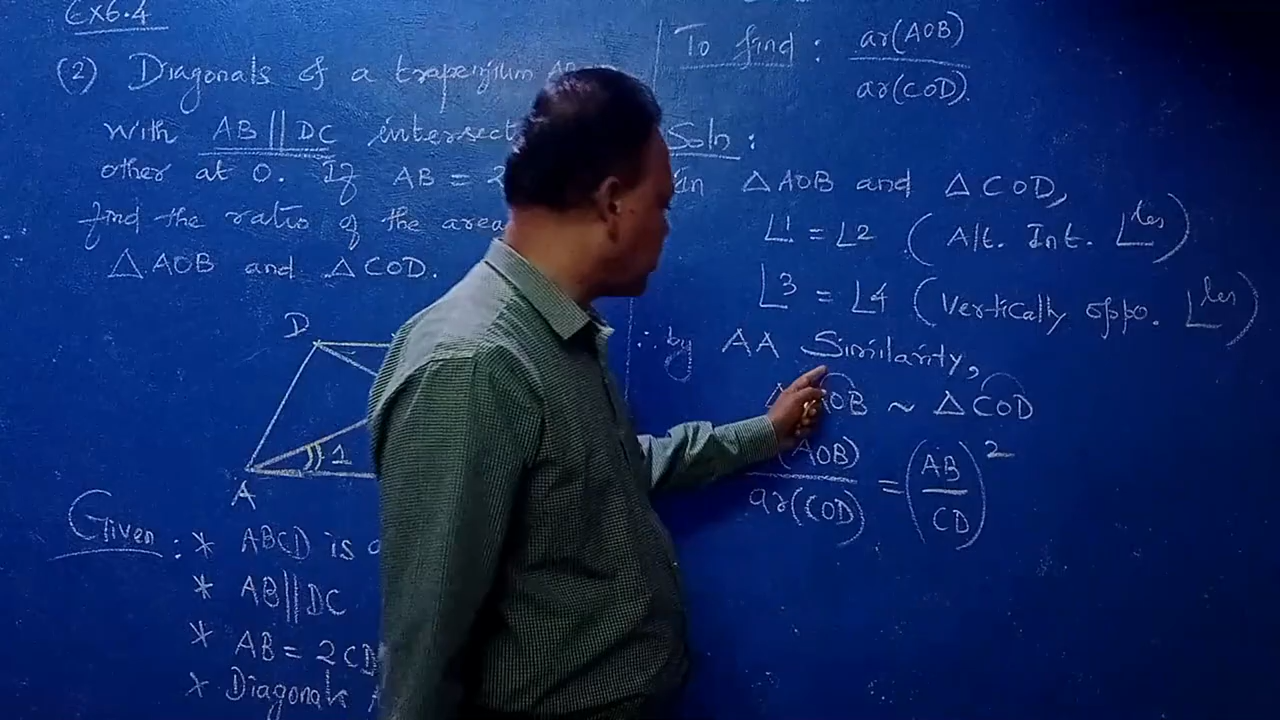 Ex 6.4
(2) Diagonals of a trapezium
with AB || DC intersect
other at O. If AB = 2
find the ratio of the area
△AOB and △COD.
D
A
1
Given : * ABCD is a
* AB || DC
* AB = 2CD
* Diagonals
To find : ar(AOB)
ar(COD).
Soln :
in △AOB and △COD,
∟1 = ∟2 (Alt. Int. ∟les)
∟3 = ∟4 (Vertically oppo. ∟les)
∴ by AA Similarity,
△AOB ~ △COD
(AOB) = (AB)²
ar(COD) CD